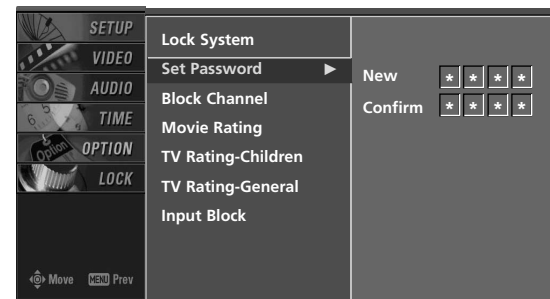 SETUP
VIDEO
AUDIO
TIME
OPTION
LOCK
Move MENU Prev
Lock System
Set Password ▶
Block Channel
Movie Rating
TV Rating-Children
TV Rating-General
Input Block
New * * * *
Confirm * * * *